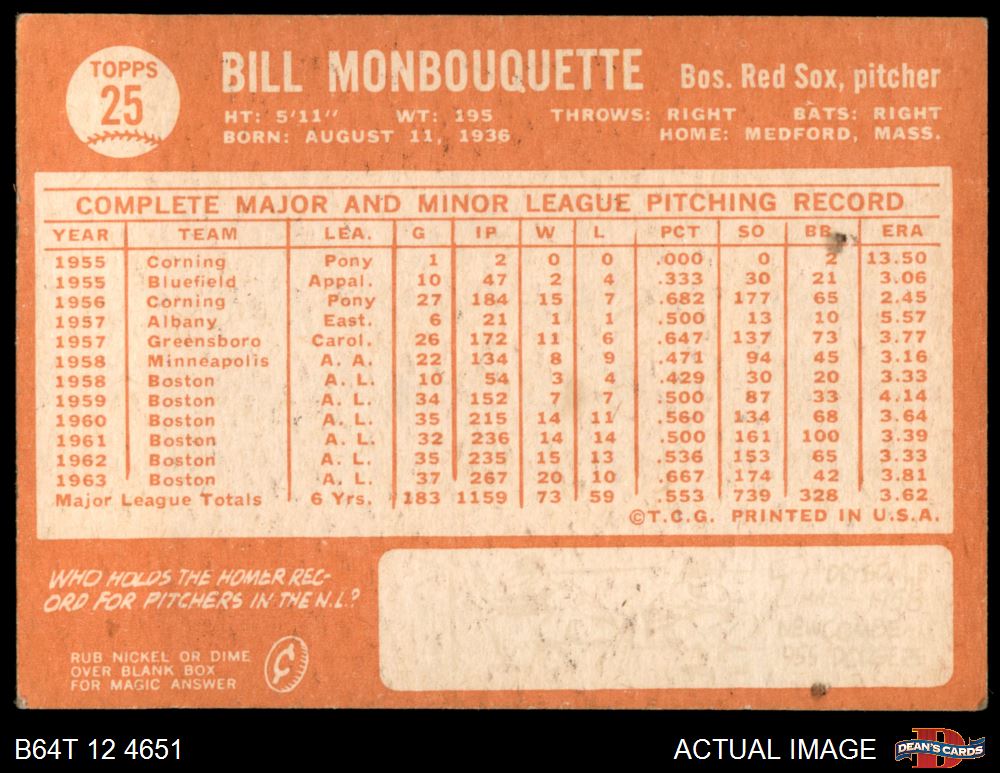 TOPPS
25
BILL MONBOUQUETTE Bos. Red Sox, pitcher
HT: 5'11" WT: 195 THROWS: RIGHT BATS: RIGHT
BORN: AUGUST 11, 1936 HOME: MEDFORD, MASS.
COMPLETE MAJOR AND MINOR LEAGUE PITCHING RECORD
YEAR TEAM LEA. G IP W L PCT SO BB ERA
1955 Corning Pony 1 2 0 0 .000 0 2 13.50
1955 Bluefield Appal. 10 47 2 4 .333 30 21 3.06
1956 Corning Pony 27 184 15 7 .682 177 65 2.45
1957 Albany East. 6 21 1 1 .500 13 10 5.57
1957 Greensboro Carol. 26 172 11 6 .647 137 73 3.77
1958 Minneapolis A. A. 22 134 8 9 .471 94 45 3.16
1958 Boston A. L. 10 54 3 4 .429 30 20 3.33
1959 Boston A. L. 34 152 7 7 .500 87 33 4.14
1960 Boston A. L. 35 215 14 11 .560 134 68 3.64
1961 Boston A. L. 32 236 14 14 .500 161 100 3.39
1962 Boston A. L. 35 235 15 13 .536 153 65 3.33
1963 Boston A. L. 37 267 20 10 .667 174 42 3.81
Major League Totals 6 Yrs. 183 1159 73 59 .553 739 328 3.62
©T.C.G. PRINTED IN U.S.A.
WHO HOLDS THE HOMER REC-
ORD FOR PITCHERS IN THE N.L.?
RUB NICKEL OR DIME
OVER BLANK BOX
FOR MAGIC ANSWER
NEWCOMBE
B64T 12 4651 ACTUAL IMAGE
DEAN'S CARDS